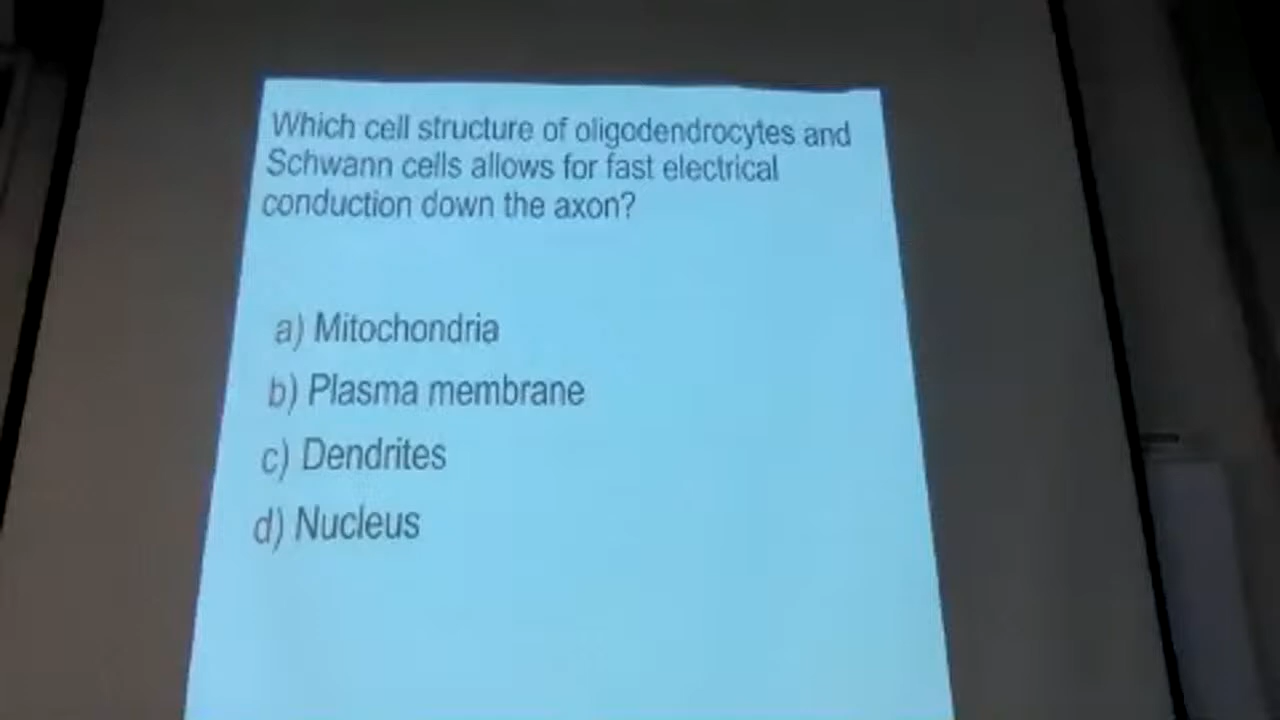 Which cell structure of oligodendrocytes and
Schwann cells allows for fast electrical
conduction down the axon?
a) Mitochondria
b) Plasma membrane
c) Dendrites
d) Nucleus